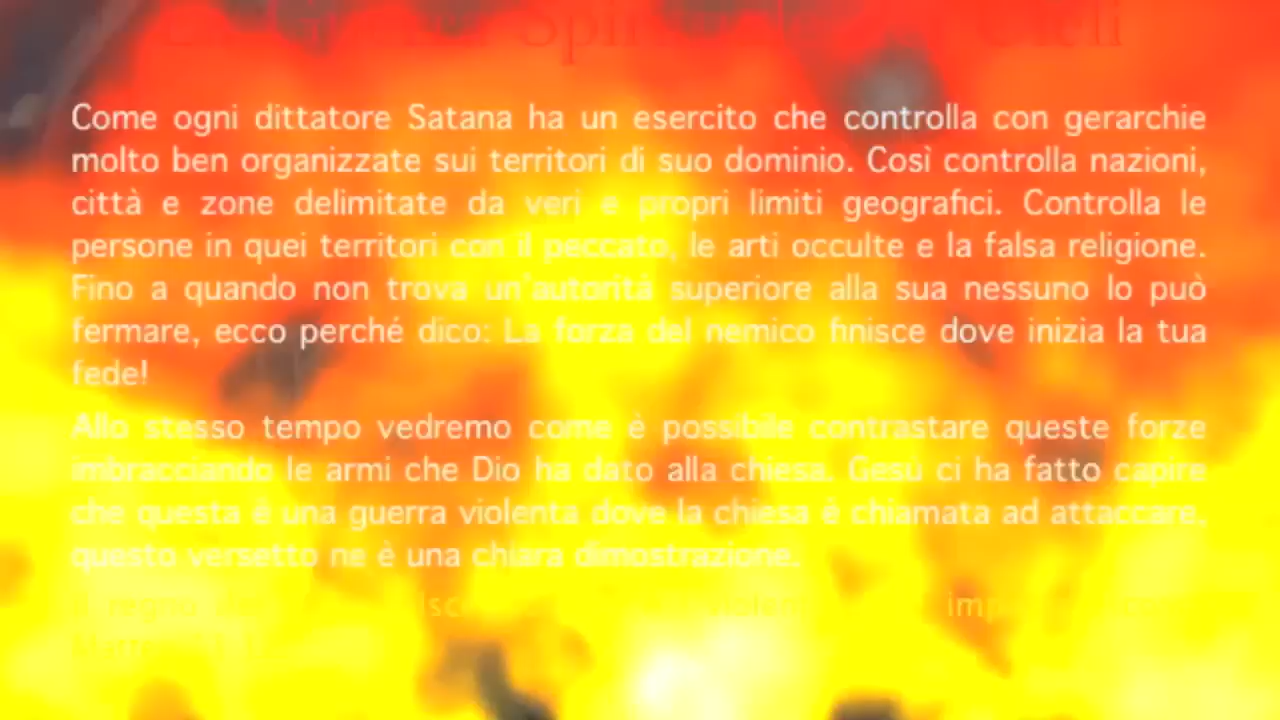 Come ogni dittatore Satana ha un esercito che controlla con gerarchie
molto ben organizzate sui territori di suo dominio. Così controlla nazioni,
città e zone delimitate da veri e propri limiti geografici. Controlla le
persone in quei territori con il peccato, le arti occulte e la falsa religione.
Fino a quando non trova un'autorità superiore alla sua nessuno lo può
fermare, ecco perché dico: La forza del nemico finisce dove inizia la tua
fede!
Allo stesso tempo vedremo come è possibile contrastare queste forze
imbracciando le armi che Dio ha dato alla chiesa. Gesù ci ha fatto capire
che questa è una guerra violenta dove la chiesa è chiamata ad attaccare,
questo versetto ne è una chiara dimostrazione.
regno